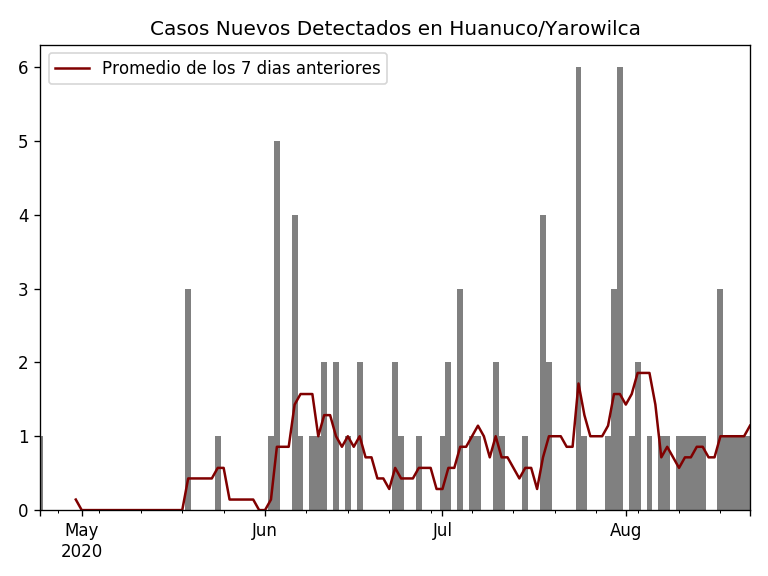 Casos Nuevos Detectados en Huanuco/Yarowilca
Promedio de los 7 dias anteriores
6
5
4
3
2
1
0
May Jun Jul Aug
2020